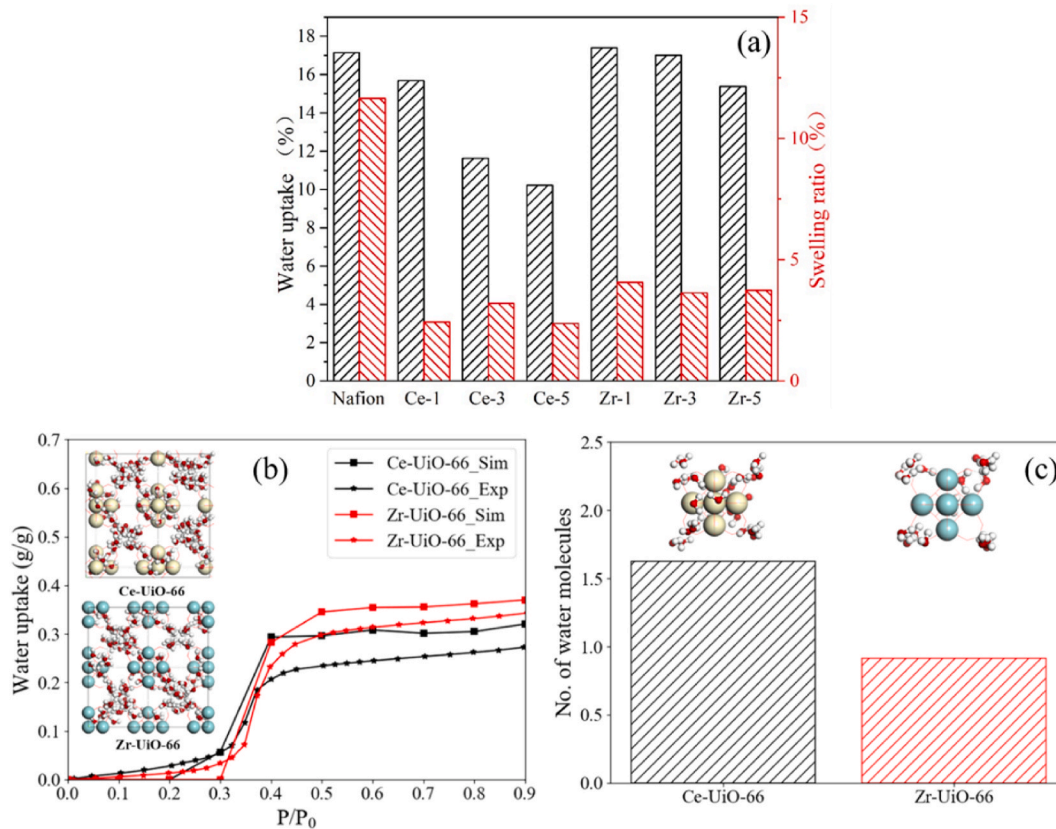 (a)
Water uptake (%)
18
16
14
12
10
8
6
4
2
0
15
10
5
0
Swelling ratio (%)
Nafion Ce-1 Ce-3 Ce-5 Zr-1 Zr-3 Zr-5
(b)
Water uptake (g/g)
0.7
0.6
0.5
0.4
0.3
0.2
0.1
0.0
Ce-UiO-66
Zr-UiO-66
Ce-UiO-66_Sim
Ce-UiO-66_Exp
Zr-UiO-66_Sim
Zr-UiO-66_Exp
0.0 0.1 0.2 0.3 0.4 0.5 0.6 0.7 0.8 0.9
P/P₀
(c)
No. of water molecules
2.5
2.0
1.5
1.0
0.5
0.0
Ce-UiO-66 Zr-UiO-66